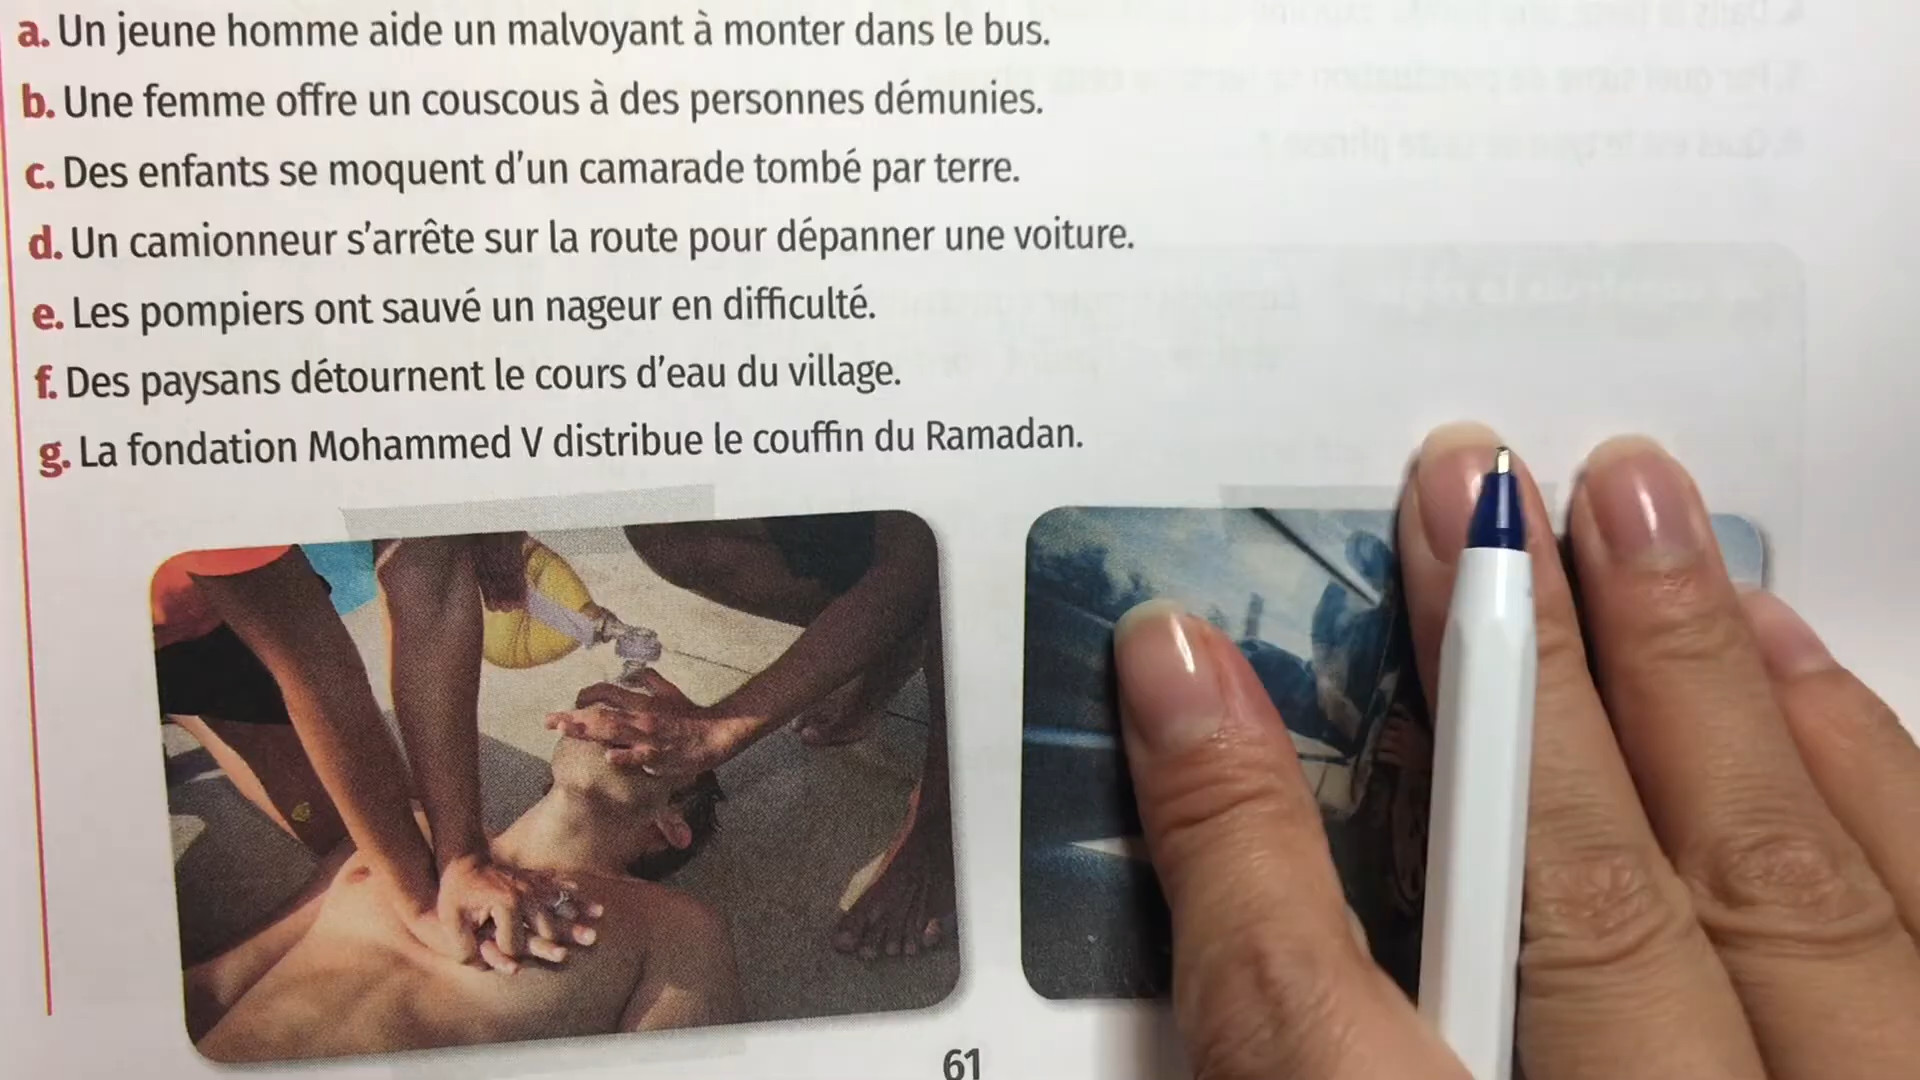 a. Un jeune homme aide un malvoyant à monter dans le bus.
b. Une femme offre un couscous à des personnes démunies.
c. Des enfants se moquent d'un camarade tombé par terre.
d. Un camionneur s'arrête sur la route pour dépanner une voiture.
e. Les pompiers ont sauvé un nageur en difficulté.
f. Des paysans détournent le cours d'eau du village.
g. La fondation Mohammed V distribue le couffin du Ramadan.
61